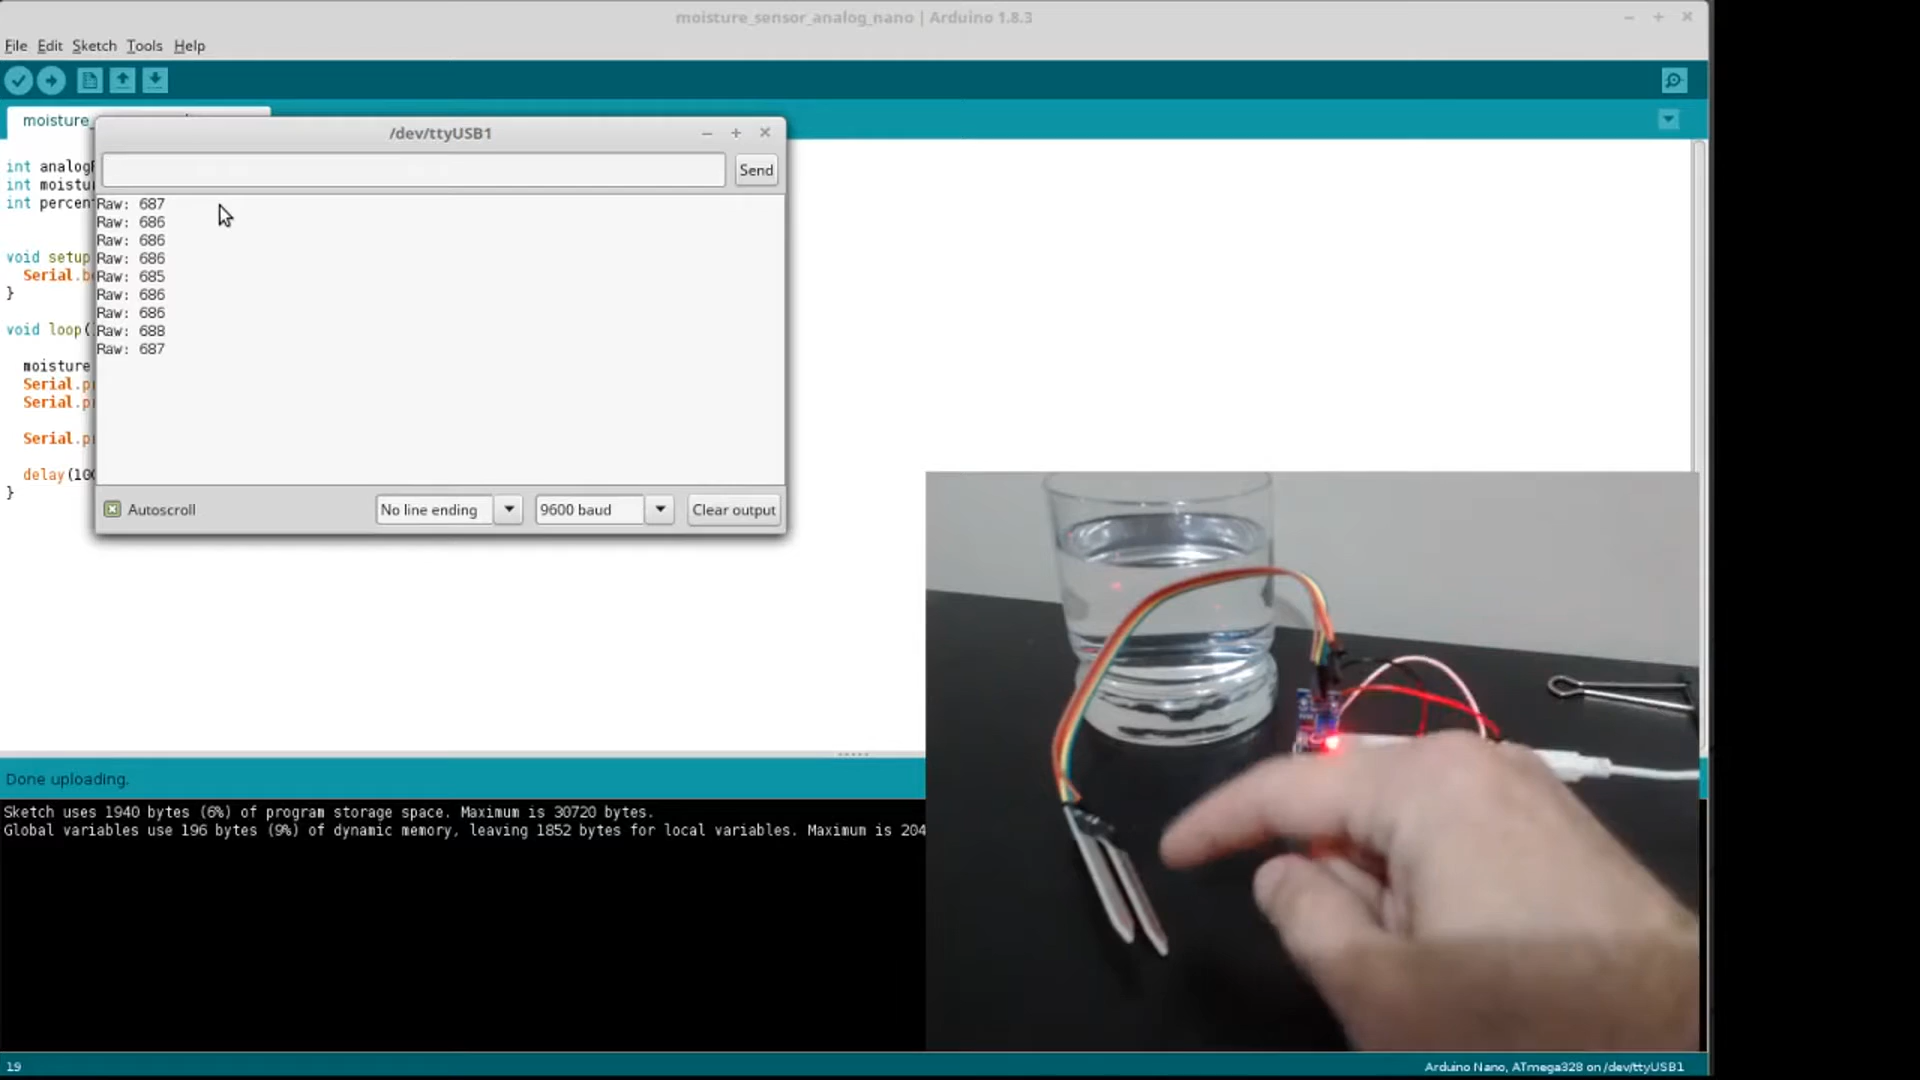 moisture_sensor_analog_nano | Arduino 1.8.3
File Edit Sketch Tools Help
moisture_
/dev/ttyUSB1
Send
int analog
int moistu
int percen
void setup
Serial.b
}
void loop(
moisture
Serial.p
Serial.p
Serial.p
delay(10
}
Raw: 687
Raw: 686
Raw: 686
Raw: 686
Raw: 685
Raw: 686
Raw: 686
Raw: 688
Raw: 687
Autoscroll
No line ending
9600 baud
Clear output
Done uploading.
Sketch uses 1940 bytes (6%) of program storage space. Maximum is 30720 bytes.
Global variables use 196 bytes (9%) of dynamic memory, leaving 1852 bytes for local variables. Maximum is 204
19
Arduino Nano, ATmega328 on /dev/ttyUSB1